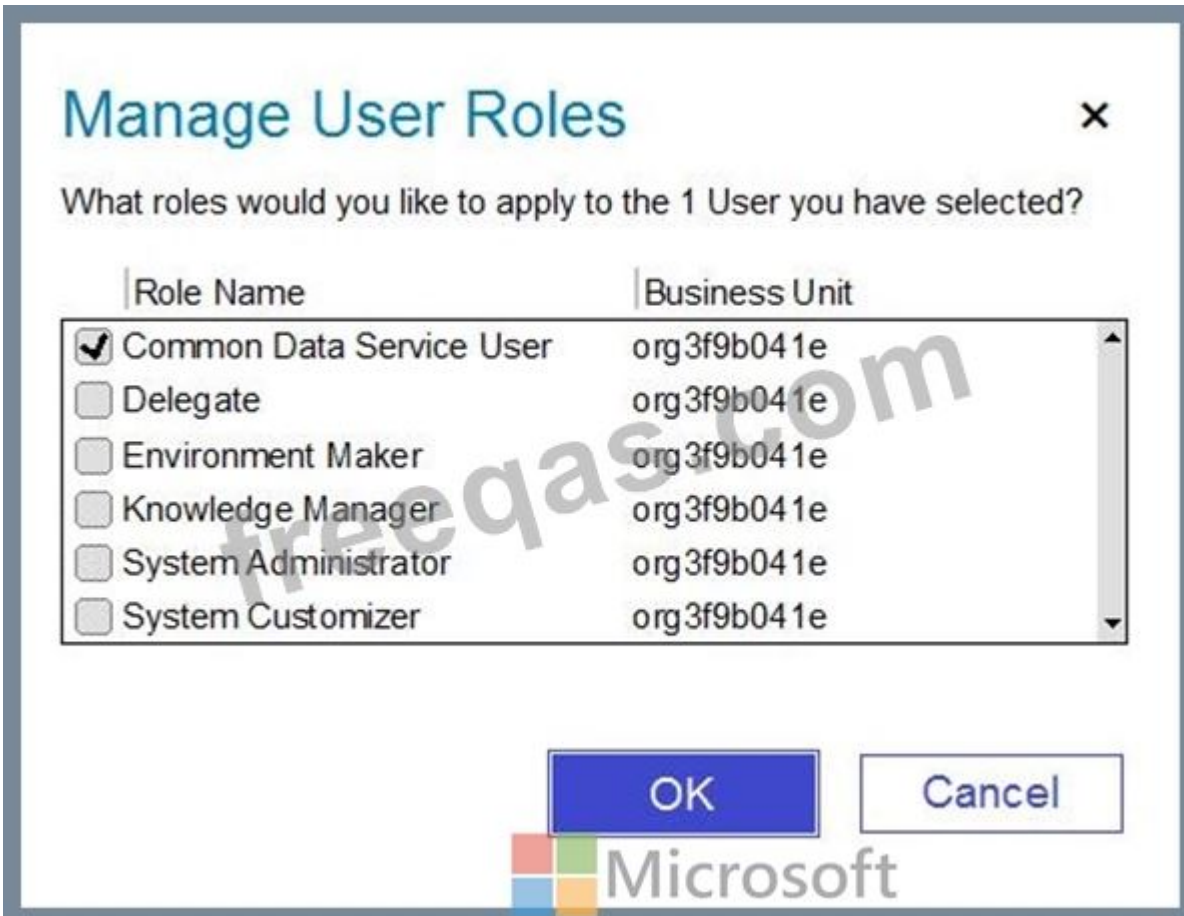 Manage User Roles
×
What roles would you like to apply to the 1 User you have selected?
Role Name Business Unit
Common Data Service User org3f9b041e
Delegate org3f9b041e
Environment Maker org3f9b041e
Knowledge Manager org3f9b041e
System Administrator org3f9b041e
System Customizer org3f9b041e
freeqas.com
OK Cancel
Microsoft